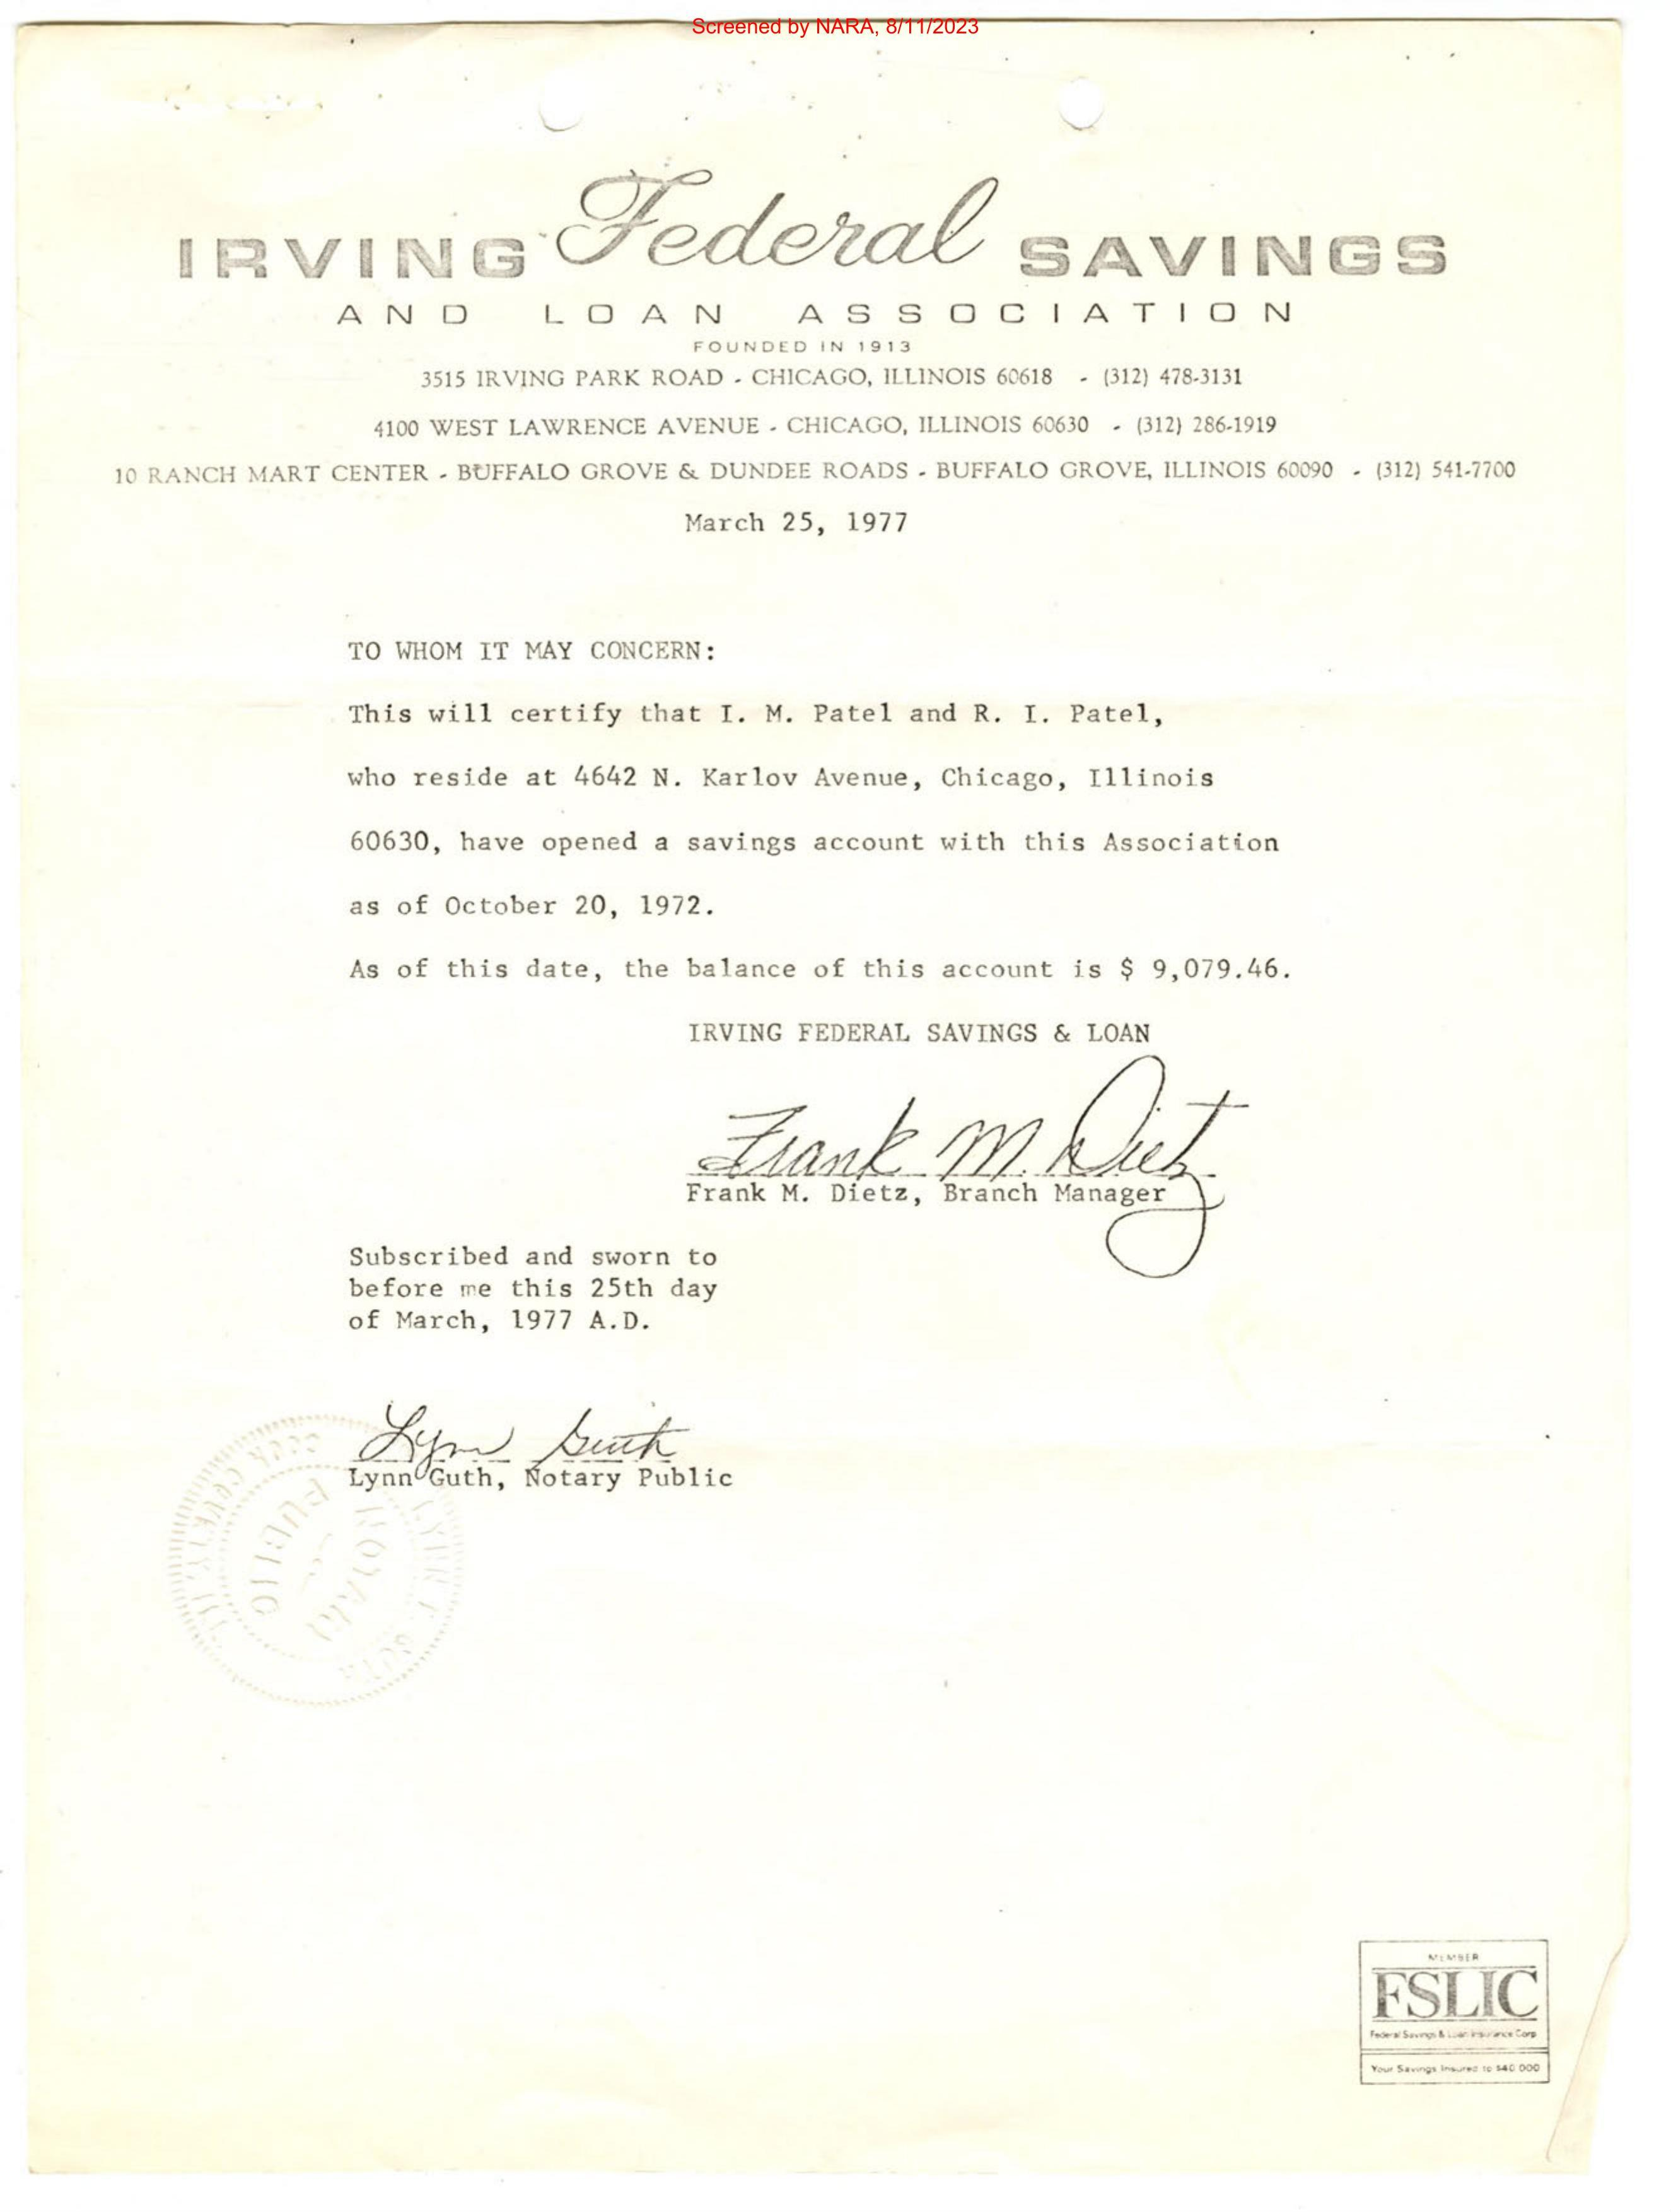 Screened by NARA, 8/11/2023
IRVING Federal SAVINGS
AND LOAN ASSOCIATION
FOUNDED IN 1913
3515 IRVING PARK ROAD - CHICAGO, ILLINOIS 60618 - (312) 478-3131
4100 WEST LAWRENCE AVENUE - CHICAGO, ILLINOIS 60630 - (312) 286-1919
10 RANCH MART CENTER - BUFFALO GROVE & DUNDEE ROADS - BUFFALO GROVE, ILLINOIS 60090 - (312) 541-7700
March 25, 1977
TO WHOM IT MAY CONCERN:
This will certify that I. M. Patel and R. I. Patel,
who reside at 4642 N. Karlov Avenue, Chicago, Illinois
60630, have opened a savings account with this Association
as of October 20, 1972.
As of this date, the balance of this account is $ 9,079.46.
IRVING FEDERAL SAVINGS & LOAN
Frank M. Dietz
Frank M. Dietz, Branch Manager
Subscribed and sworn to
before me this 25th day
of March, 1977 A.D.
Lynn Guth
Lynn Guth, Notary Public
NOTARY
PUBLIC
MEMBER
FSLIC
Federal Savings & Loan Insurance Corp
Your Savings Insured to $40 000